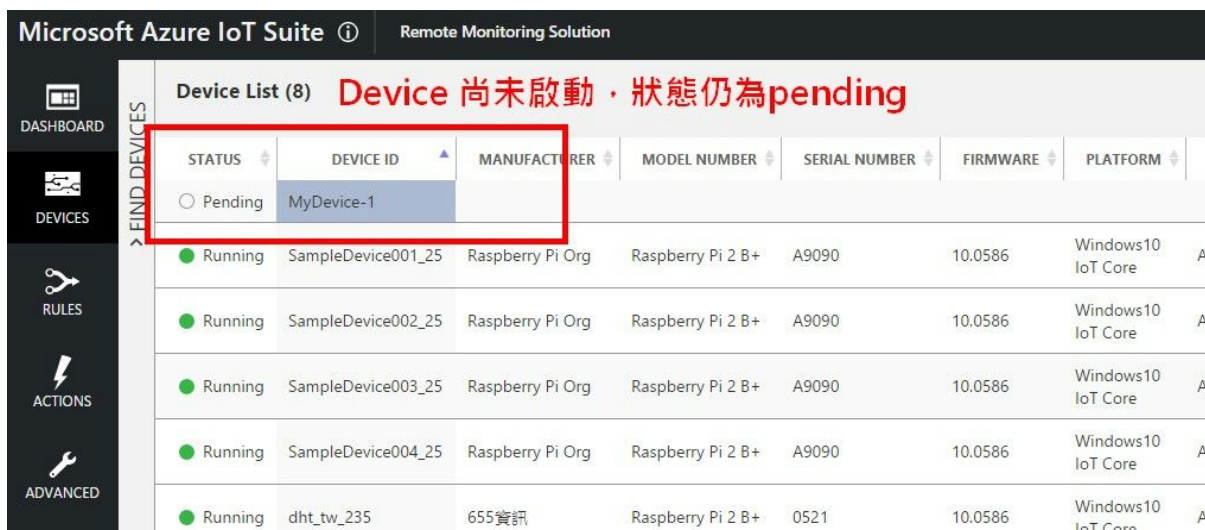 Microsoft Azure IoT Suite ⓘ Remote Monitoring Solution
Device List (8) Device 尚未啟動，狀態仍為pending
DASHBOARD
DEVICES
RULES
ACTIONS
ADVANCED
> FIND DEVICES
STATUS DEVICE ID MANUFACTURER MODEL NUMBER SERIAL NUMBER FIRMWARE PLATFORM
Pending MyDevice-1
Running SampleDevice001_25 Raspberry Pi Org Raspberry Pi 2 B+ A9090 10.0586 Windows10 IoT Core
Running SampleDevice002_25 Raspberry Pi Org Raspberry Pi 2 B+ A9090 10.0586 Windows10 IoT Core
Running SampleDevice003_25 Raspberry Pi Org Raspberry Pi 2 B+ A9090 10.0586 Windows10 IoT Core
Running SampleDevice004_25 Raspberry Pi Org Raspberry Pi 2 B+ A9090 10.0586 Windows10 IoT Core
Running dht_tw_235 655資訊 Raspberry Pi 2 B+ 0521 10.0586 Windows10 IoT Core